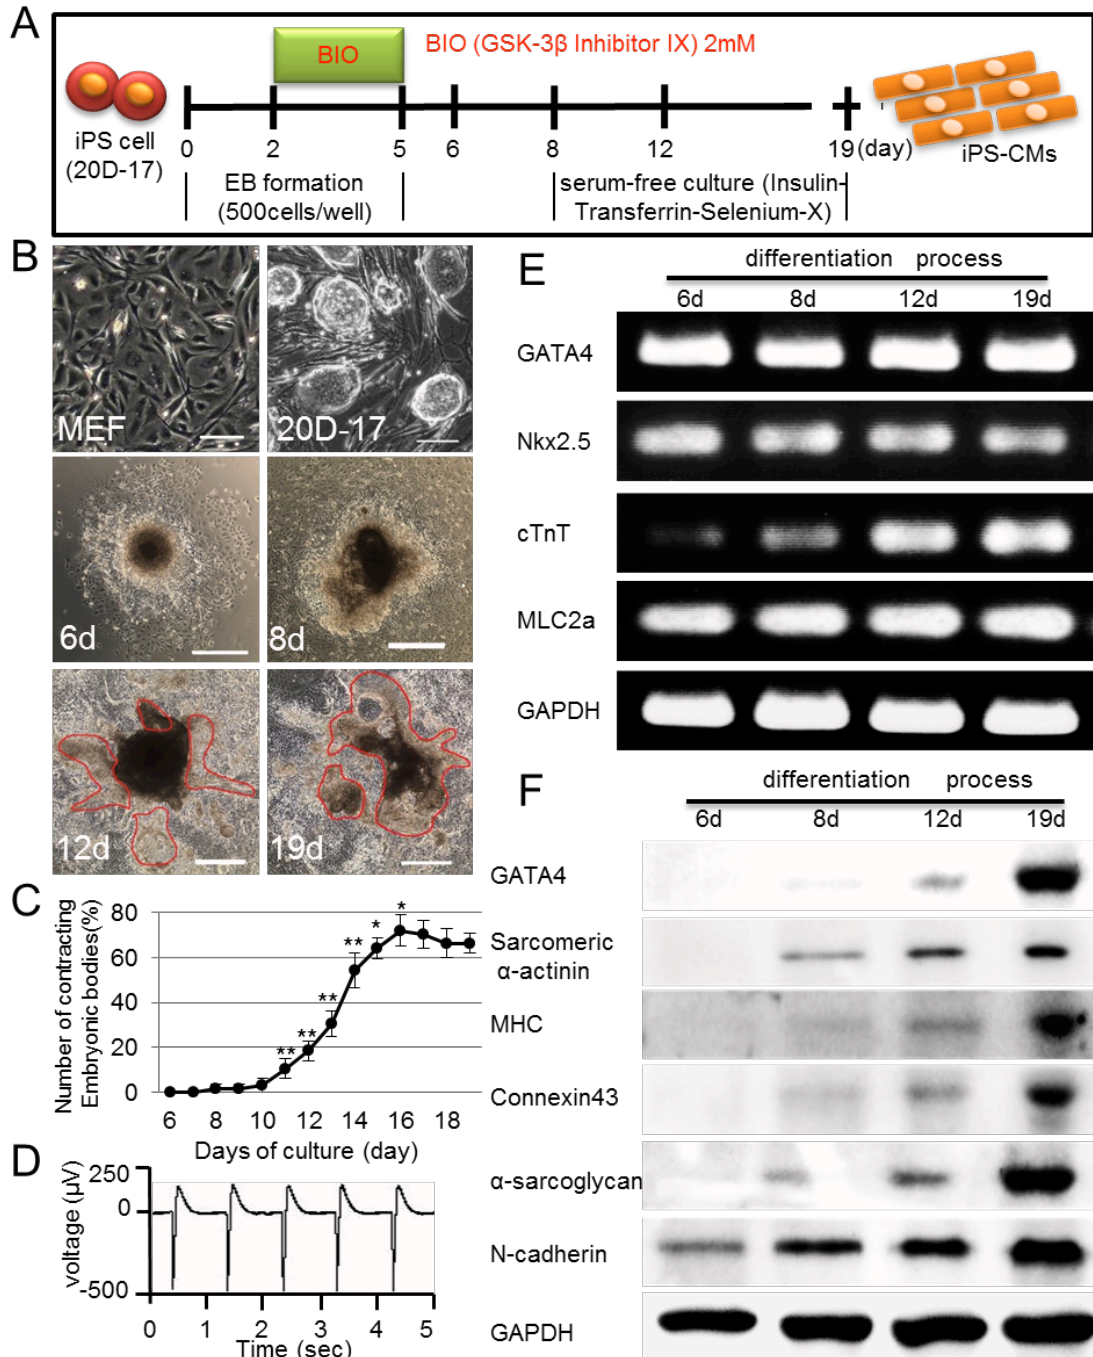 A
BIO
BIO (GSK-3β Inhibitor IX) 2mM
iPS cell
(20D-17)
0
2
5
6
8
12
19 (day)
iPS-CMs
EB formation
(500cells/well)
serum-free culture (Insulin-
Transferrin-Selenium-X)
B
MEF
20D-17
6d
8d
12d
19d
C
Number of contracting
Embryonic bodies(%)
80
60
40
20
0
** ** ** ** * *
6 8 10 12 14 16 18
Days of culture (day)
D
voltage (µV)
250
0
-500
0 1 2 3 4 5
Time (sec)
E
differentiation process
6d 8d 12d 19d
GATA4
Nkx2.5
cTnT
MLC2a
GAPDH
F
differentiation process
6d 8d 12d 19d
GATA4
Sarcomeric
α-actinin
MHC
Connexin43
α-sarcoglycan
N-cadherin
GAPDH